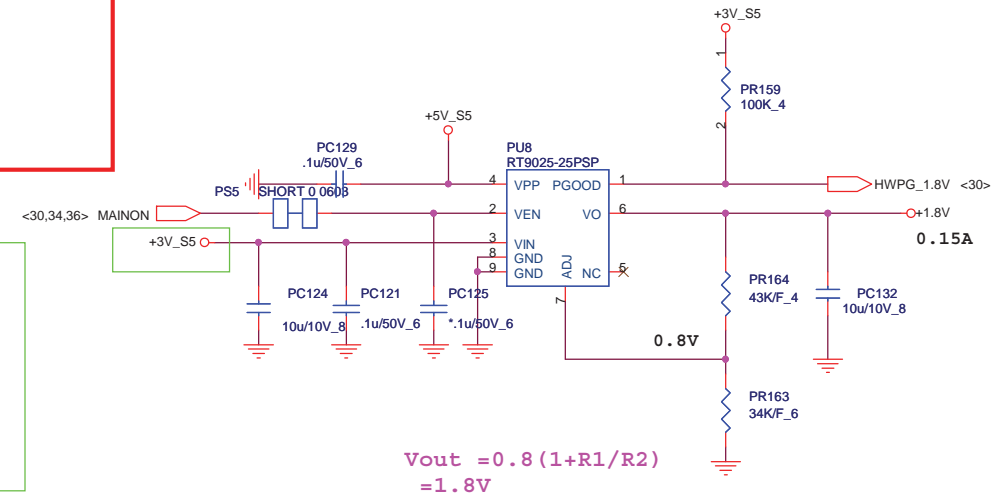 +3V_S5
1
PR159
100K_4
2
+5V_S5
PC129
.1u/50V_6
PU8
RT9025-25PSP
PS5
SHORT 0 0603
4
VPP
PGOOD
1
HWPG_1.8V <30>
<30,34,36> MAINON
2
VEN
VO
6
+1.8V
0.15A
+3V_S5
3
VIN
8
GND
9
GND
ADJ
NC
5
7
PC124
10u/10V_8
PC121
.1u/50V_6
PC125
*.1u/50V_6
PR164
43K/F_4
PC132
10u/10V_8
0.8V
PR163
34K/F_6
Vout =0.8(1+R1/R2)
=1.8V